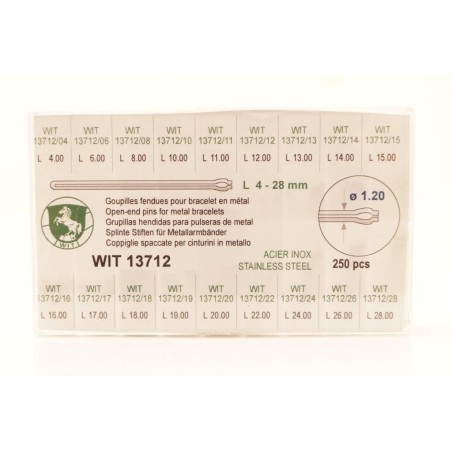 WIT WIT WIT WIT WIT WIT WIT WIT WIT
13712/04 13712/06 13712/08 13712/10 13712/11 13712/12 13712/13 13712/14 13712/15
L 4.00 L 6.00 L 8.00 L 10.00 L 11.00 L 12.00 L 13.00 L 14.00 L 15.00
L 4 - 28 mm
ø 1.20
Goupilles fendues pour bracelet en métal
Open-end pins for metal bracelets
Grupillas hendidas para pulseras de metal
Splinte Stiften für Metallarmbänder
Coppiglie spaccate per cinturini in metallo
WIT
WIT 13712
ACIER INOX
STAINLESS STEEL
250 pcs
WIT WIT WIT WIT WIT WIT WIT WIT WIT
13712/16 13712/17 13712/18 13712/19 13712/20 13712/22 13712/24 13712/26 13712/28
L 16.00 L 17.00 L 18.00 L 19.00 L 20.00 L 22.00 L 24.00 L 26.00 L 28.00